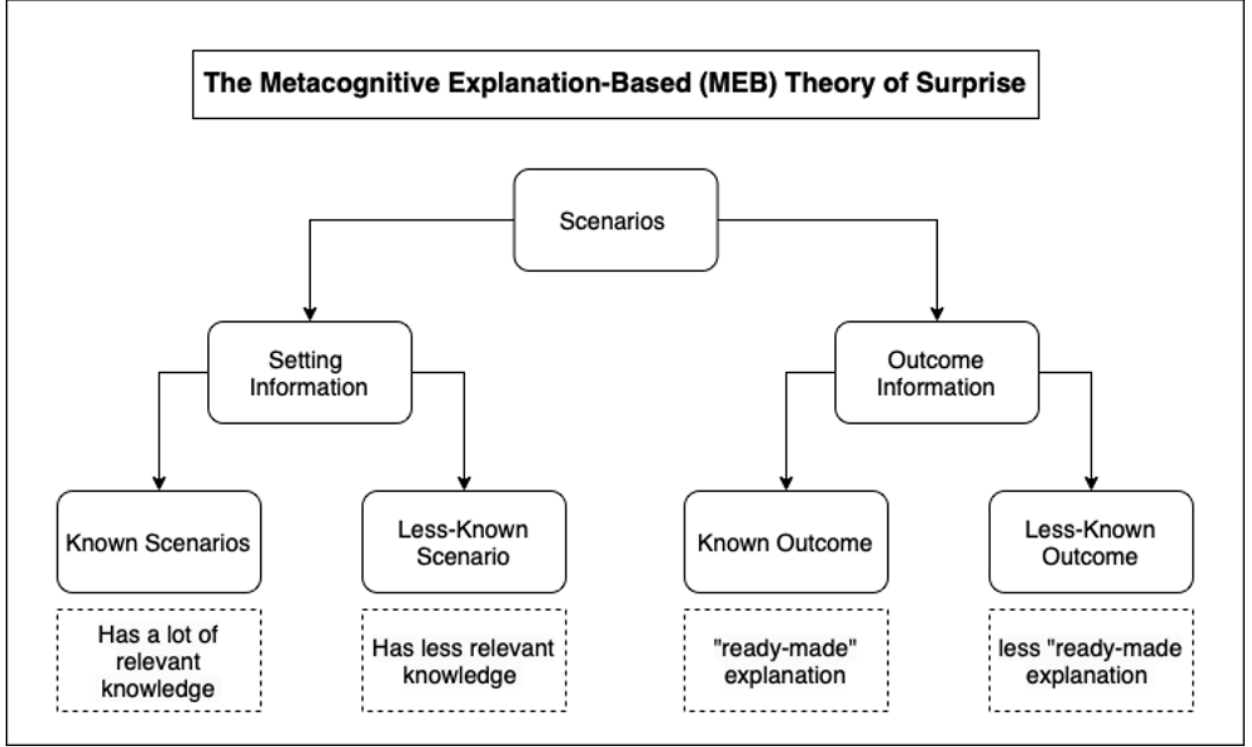 The Metacognitive Explanation-Based (MEB) Theory of Surprise
Scenarios
Setting
Information
Outcome
Information
Known Scenarios
Less-Known
Scenario
Known Outcome
Less-Known
Outcome
Has a lot of
relevant
knowledge
Has less relevant
knowledge
"ready-made"
explanation
less "ready-made
explanation